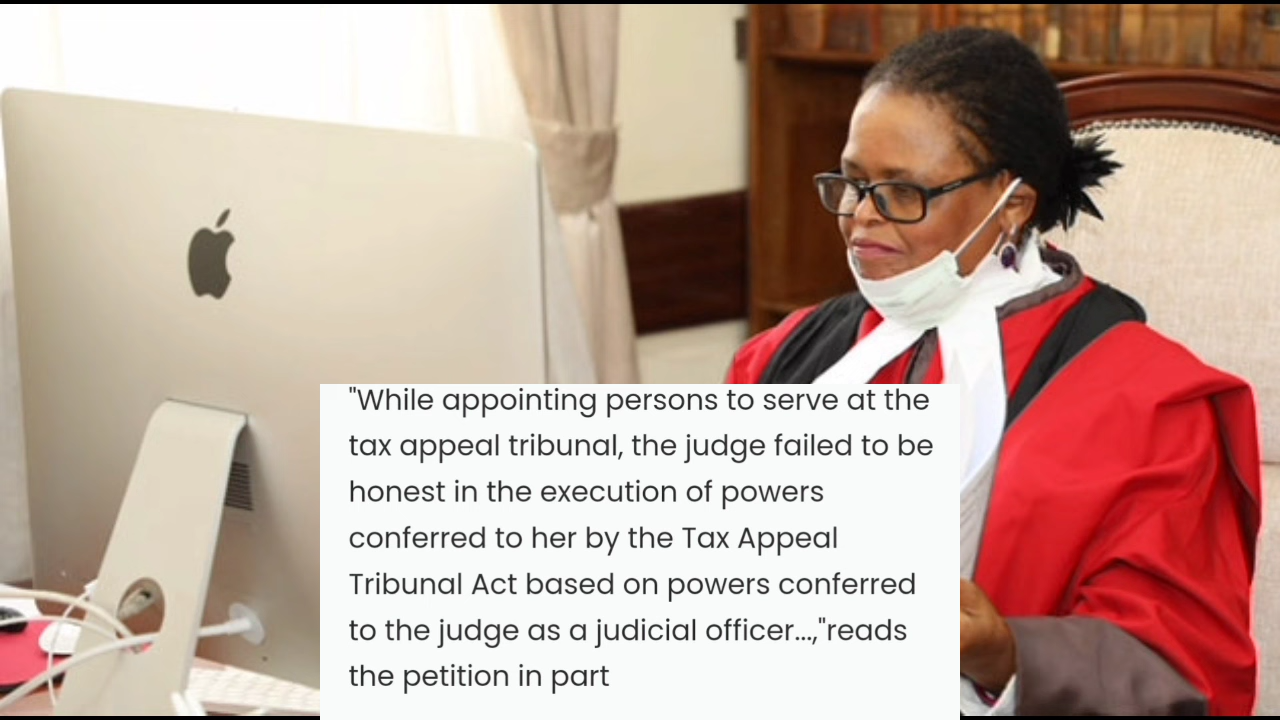 "While appointing persons to serve at the
tax appeal tribunal, the judge failed to be
honest in the execution of powers
conferred to her by the Tax Appeal
Tribunal Act based on powers conferred
to the judge as a judicial officer...,"reads
the petition in part